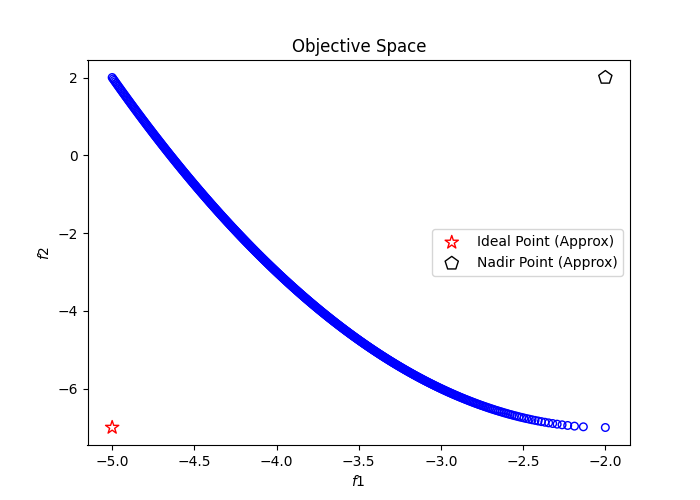 Objective Space
2
0
−2
−4
−6
f2
Ideal Point (Approx)
Nadir Point (Approx)
−5.0 −4.5 −4.0 −3.5 −3.0 −2.5 −2.0
f1